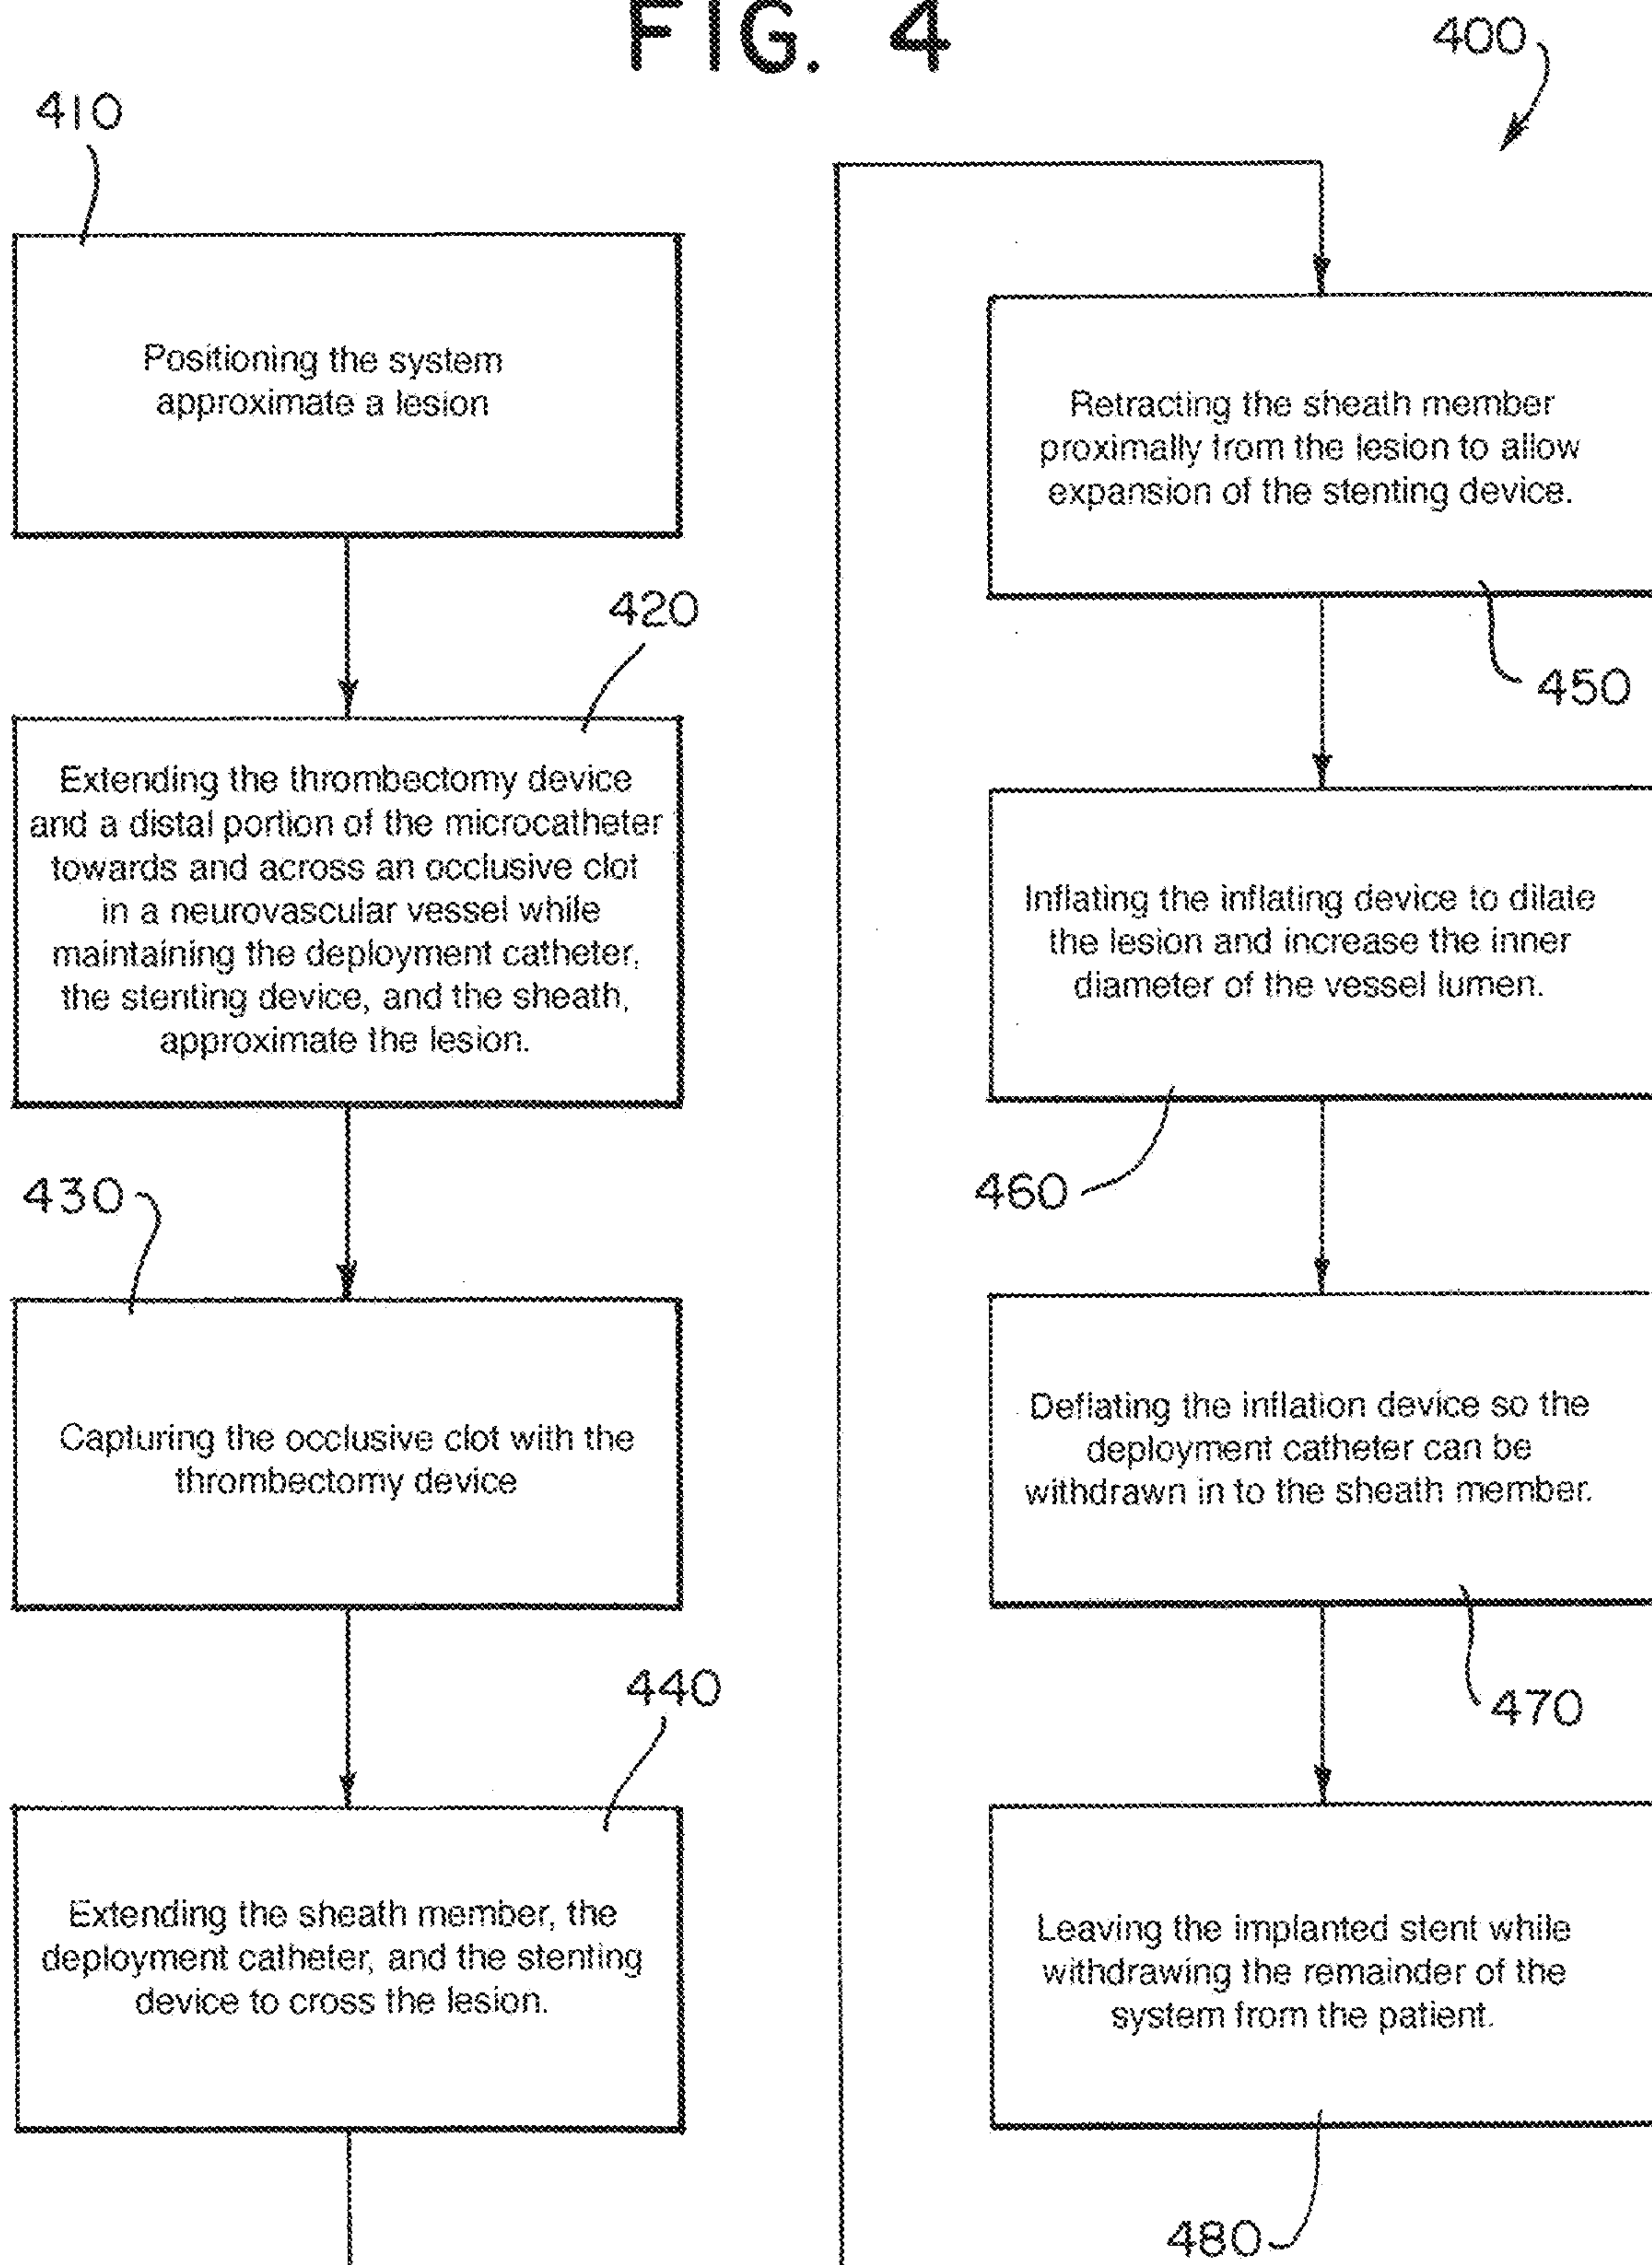 FIG. 4
400
410
Positioning the system
approximate a lesion
420
Extending the thrombectomy device
and a distal portion of the microcatheter
towards and across an occlusive clot
in a neurovascular vessel while
maintaining the deployment catheter,
the stenting device, and the sheath,
approximate the lesion.
430
Capturing the occlusive clot with the
thrombectomy device
440
Extending the sheath member, the
deployment catheter, and the stenting
device to cross the lesion.
Retracting the sheath member
proximally from the lesion to allow
expansion of the stenting device.
450
Inflating the inflating device to dilate
the lesion and increase the inner
diameter of the vessel lumen.
460
Deflating the inflation device so the
deployment catheter can be
withdrawn in to the sheath member.
470
Leaving the implanted stent while
withdrawing the remainder of the
system from the patient.
480